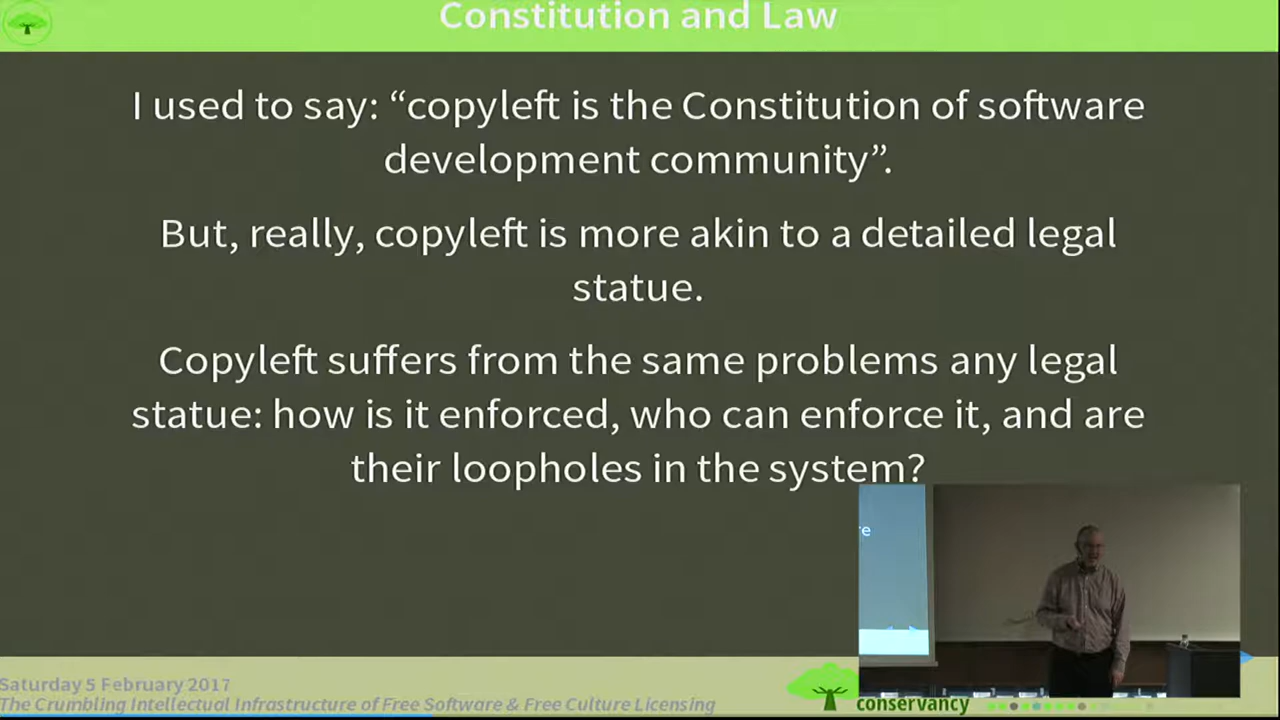 Constitution and Law
I used to say: “copyleft is the Constitution of software
development community”.
But, really, copyleft is more akin to a detailed legal
statue.
Copyleft suffers from the same problems any legal
statue: how is it enforced, who can enforce it, and are
their loopholes in the system?
re
Saturday 5 February 2017
The Crumbling Intellectual Infrastructure of Free Software & Free Culture Licensing
conservancy